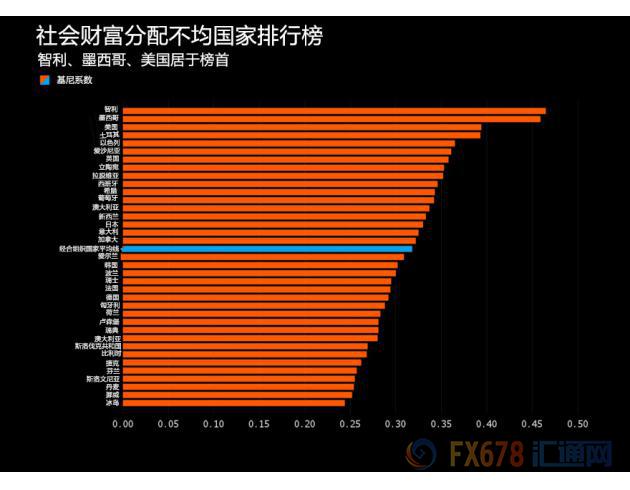 社会财富分配不均国家排行榜
智利、墨西哥、美国居于榜首
基尼系数
智利
墨西哥
美国
土耳其
以色列
爱沙尼亚
英国
立陶宛
拉脱维亚
西班牙
希腊
葡萄牙
澳大利亚
新西兰
日本
意大利
加拿大
经合组织国家平均线
爱尔兰
韩国
波兰
瑞士
法国
德国
匈牙利
荷兰
卢森堡
瑞典
澳大利亚
斯洛伐克共和国
比利时
捷克
芬兰
斯洛文尼亚
丹麦
挪威
冰岛
0.00 0.05 0.10 0.15 0.20 0.25 0.30 0.35 0.40 0.45 0.50
FX678 汇通网